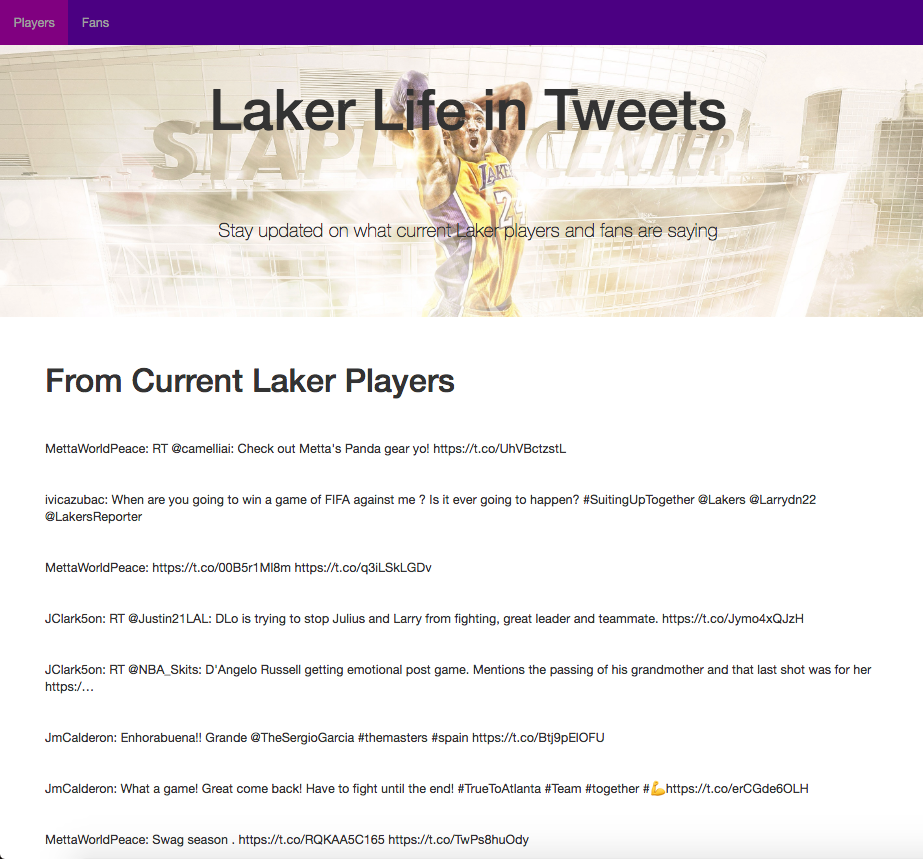 Players Fans
Laker Life in Tweets
STAPLES CENTER
LAKERS
24
Stay updated on what current Laker players and fans are saying
From Current Laker Players
MettaWorldPeace: RT @camelliai: Check out Metta's Panda gear yo! https://t.co/UhVBctzstL
ivicazubac: When are you going to win a game of FIFA against me ? Is it ever going to happen? #SuitingUpTogether @Lakers @Larrydn22
@LakersReporter
MettaWorldPeace: https://t.co/00B5r1Ml8m https://t.co/q3iLSkLGDv
JClark5on: RT @Justin21LAL: DLo is trying to stop Julius and Larry from fighting, great leader and teammate. https://t.co/Jymo4xQJzH
JClark5on: RT @NBA_Skits: D'Angelo Russell getting emotional post game. Mentions the passing of his grandmother and that last shot was for her
https:/…
JmCalderon: Enhorabuena!! Grande @TheSergioGarcia #themasters #spain https://t.co/Btj9pElOFU
JmCalderon: What a game! Great come back! Have to fight until the end! #TrueToAtlanta #Team #together #💪https://t.co/erCGde6OLH
MettaWorldPeace: Swag season . https://t.co/RQKAA5C165 https://t.co/TwPs8huOdy